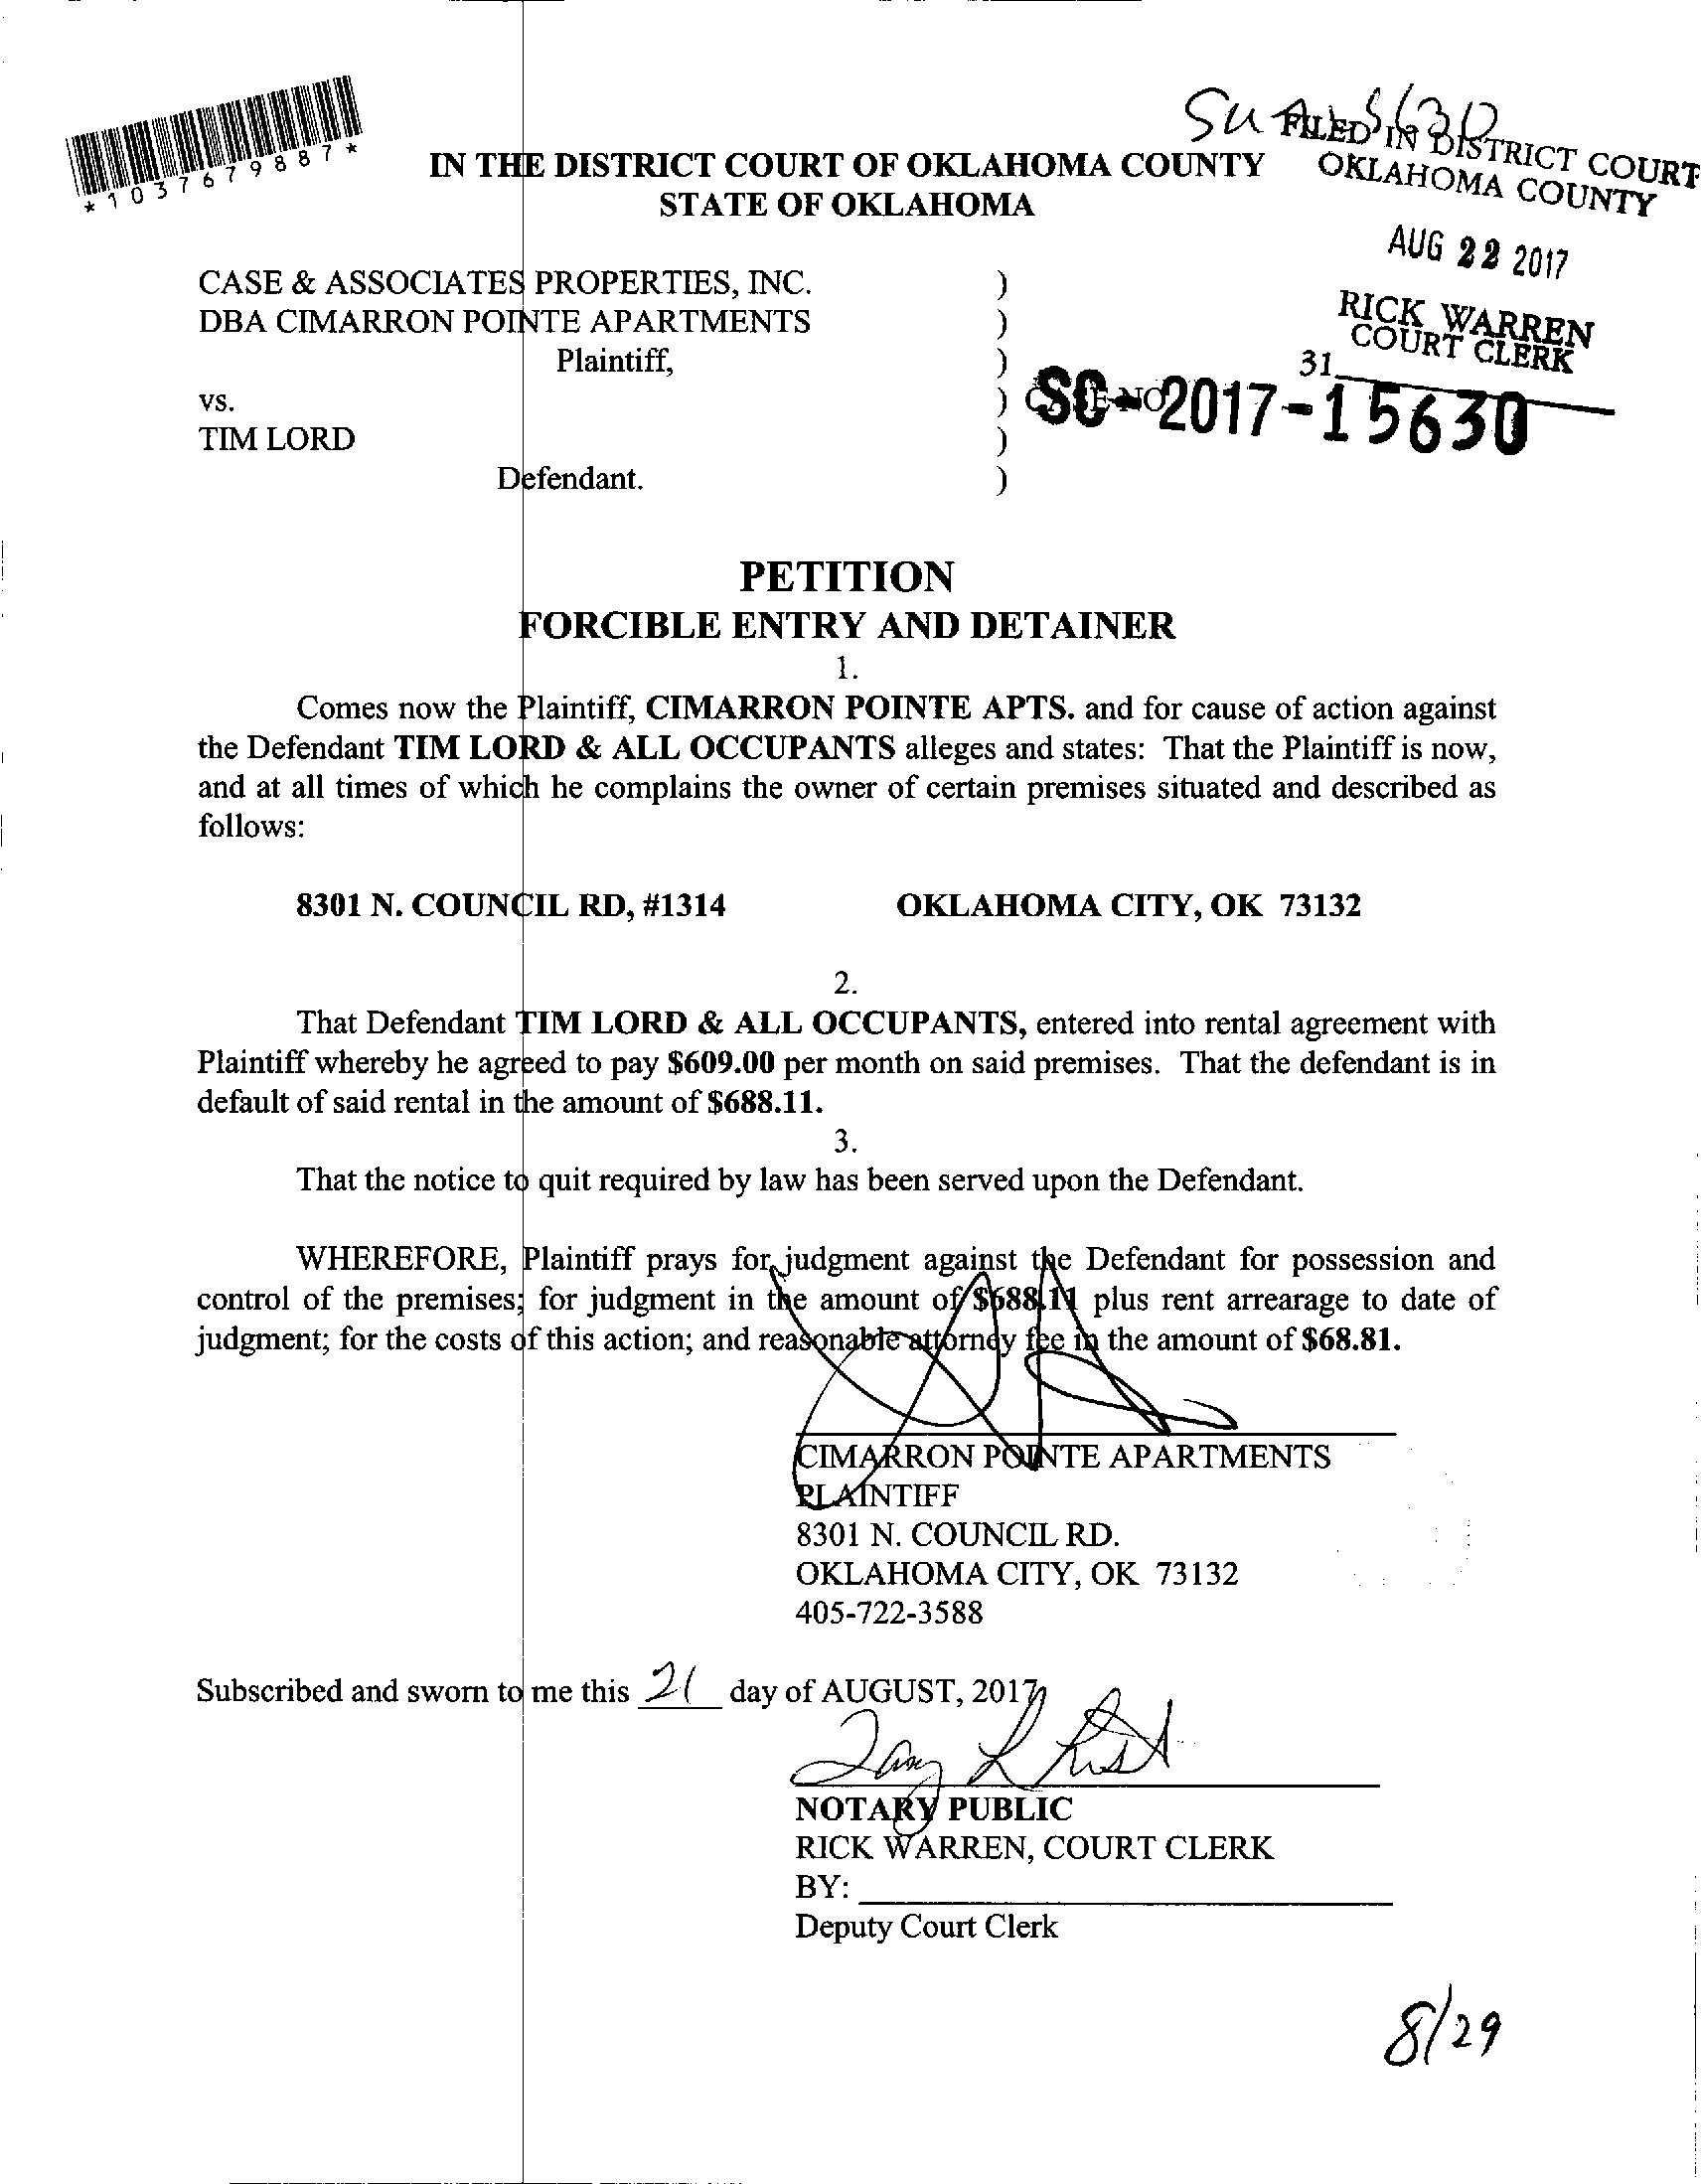 *1037679887*
FILED IN DISTRICT COURT
OKLAHOMA COUNTY
IN THE DISTRICT COURT OF OKLAHOMA COUNTY
STATE OF OKLAHOMA
AUG 22 2017
RICK WARREN
COURT CLERK
31
CASE & ASSOCIATES PROPERTIES, INC. )
DBA CIMARRON POINTE APARTMENTS )
Plaintiff, )
vs. ) SC-2017-15630
TIM LORD )
Defendant. )
PETITION
FORCIBLE ENTRY AND DETAINER
1.
Comes now the Plaintiff, CIMARRON POINTE APTS. and for cause of action against
the Defendant TIM LORD & ALL OCCUPANTS alleges and states: That the Plaintiff is now,
and at all times of which he complains the owner of certain premises situated and described as
follows:
8301 N. COUNCIL RD, #1314 OKLAHOMA CITY, OK 73132
2.
That Defendant TIM LORD & ALL OCCUPANTS, entered into rental agreement with
Plaintiff whereby he agreed to pay $609.00 per month on said premises. That the defendant is in
default of said rental in the amount of $688.11.
3.
That the notice to quit required by law has been served upon the Defendant.
WHEREFORE, Plaintiff prays for judgment against the Defendant for possession and
control of the premises; for judgment in the amount of $688.11 plus rent arrearage to date of
judgment; for the costs of this action; and reasonable attorney fee in the amount of $68.81.
CIMARRON POINTE APARTMENTS
PLAINTIFF
8301 N. COUNCIL RD.
OKLAHOMA CITY, OK 73132
405-722-3588
Subscribed and sworn to me this 21 day of AUGUST, 2017
NOTARY PUBLIC
RICK WARREN, COURT CLERK
BY:
Deputy Court Clerk
8/29